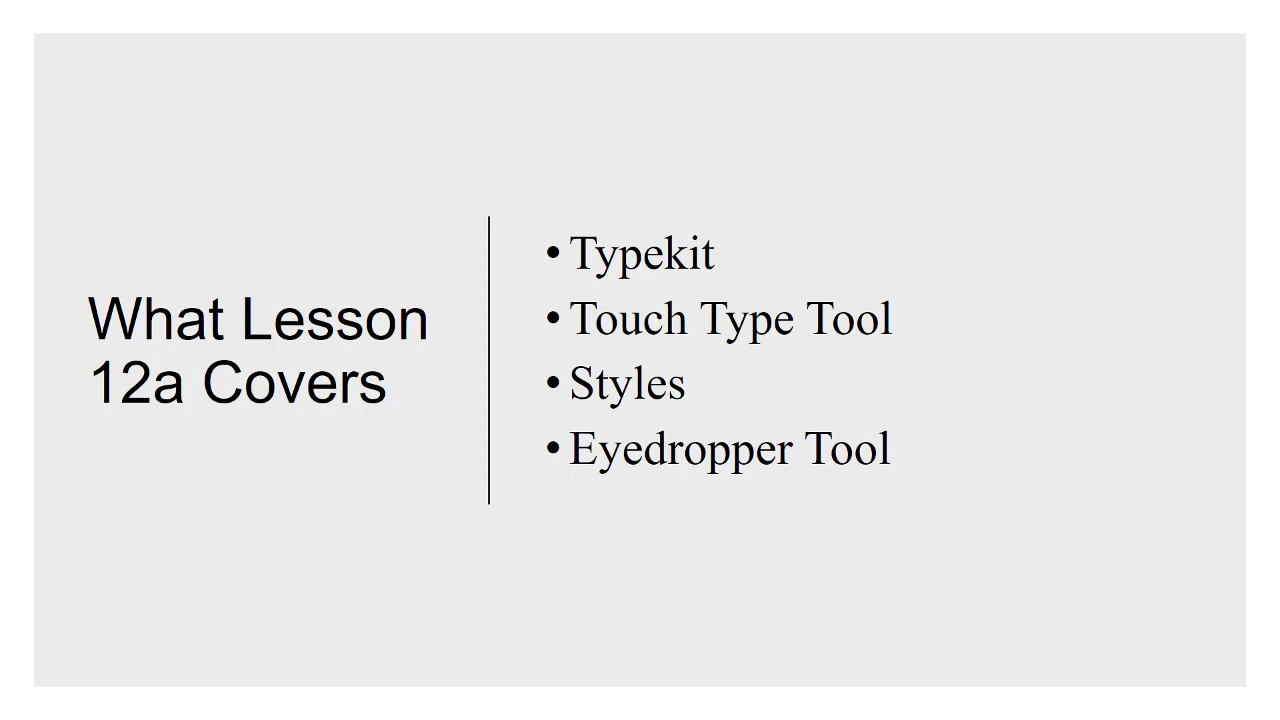 What Lesson
12a Covers
• Typekit
• Touch Type Tool
• Styles
• Eyedropper Tool